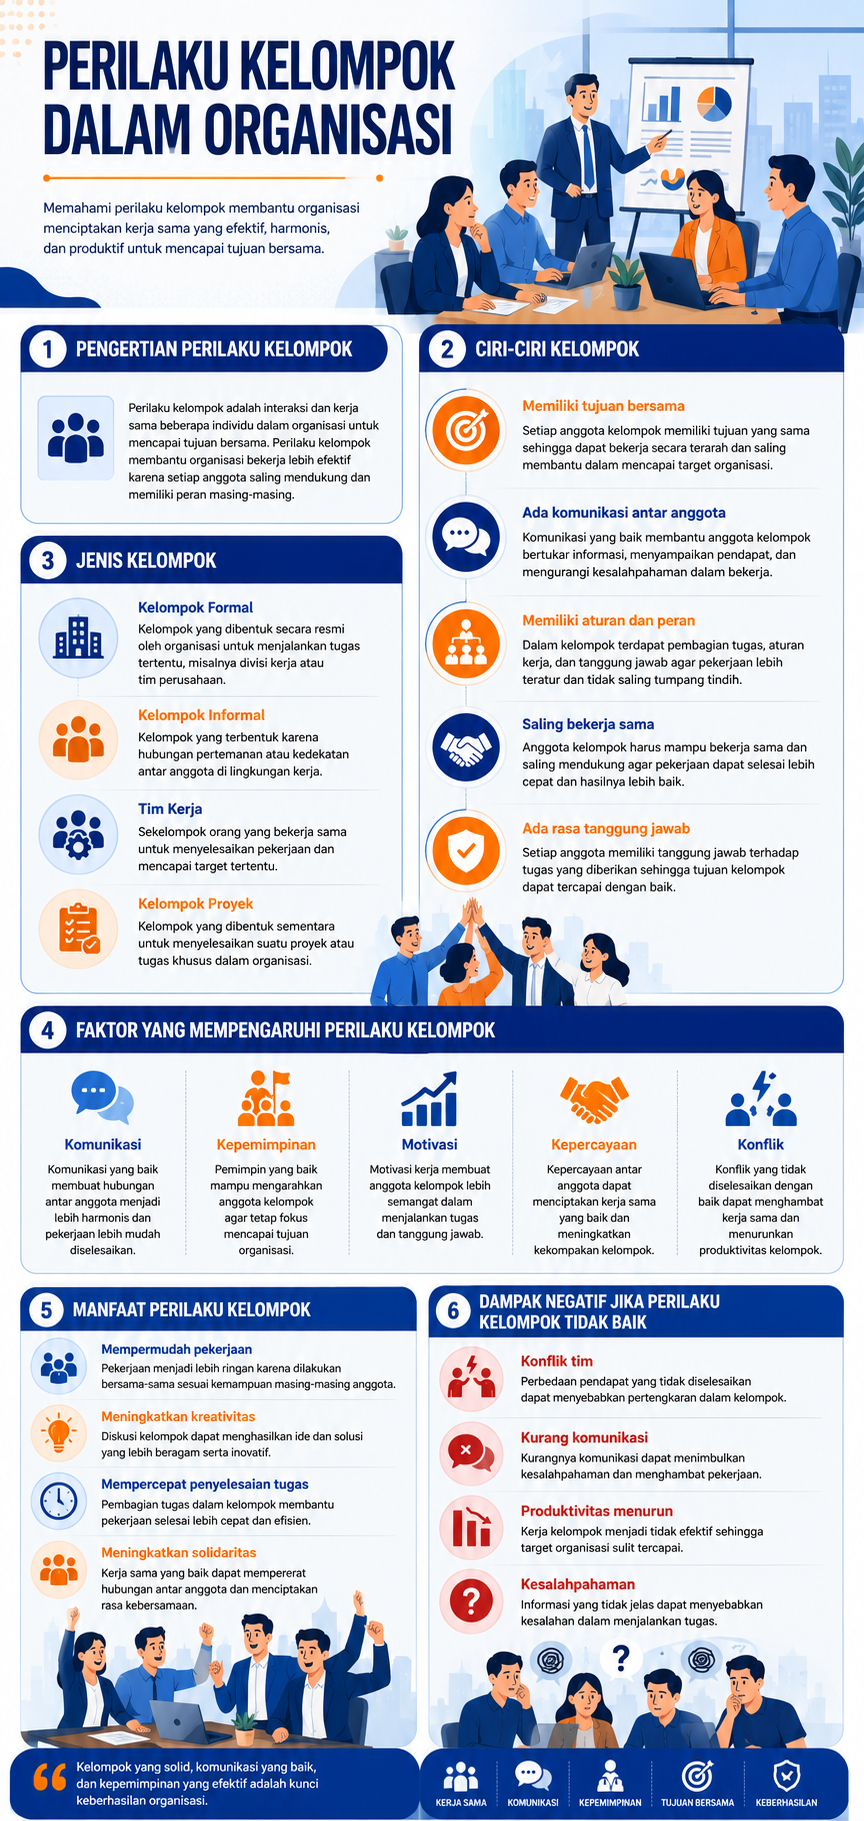 PERILAKU KELOMPOK
DALAM ORGANISASI
Memahami perilaku kelompok membantu organisasi
menciptakan kerja sama yang efektif, harmonis,
dan produktif untuk mencapai tujuan bersama.
1 PENGERTIAN PERILAKU KELOMPOK
Perilaku kelompok adalah interaksi dan kerja
sama beberapa individu dalam organisasi untuk
mencapai tujuan bersama. Perilaku kelompok
membantu organisasi bekerja lebih efektif
karena setiap anggota saling mendukung dan
memiliki peran masing-masing.
2 CIRI-CIRI KELOMPOK
Memiliki tujuan bersama
Setiap anggota kelompok memiliki tujuan yang sama
sehingga dapat bekerja secara terarah dan saling
membantu dalam mencapai target organisasi.
Ada komunikasi antar anggota
Komunikasi yang baik membantu anggota kelompok
bertukar informasi, menyampaikan pendapat, dan
mengurangi kesalahpahaman dalam bekerja.
Memiliki aturan dan peran
Dalam kelompok terdapat pembagian tugas, aturan
kerja, dan tanggung jawab agar pekerjaan lebih
teratur dan tidak saling tumpang tindih.
Saling bekerja sama
Anggota kelompok harus mampu bekerja sama dan
saling mendukung agar pekerjaan dapat selesai lebih
cepat dan hasilnya lebih baik.
Ada rasa tanggung jawab
Setiap anggota memiliki tanggung jawab terhadap
tugas yang diberikan sehingga tujuan kelompok
dapat tercapai dengan baik.
3 JENIS KELOMPOK
Kelompok Formal
Kelompok yang dibentuk secara resmi
oleh organisasi untuk menjalankan tugas
tertentu, misalnya divisi kerja atau
tim perusahaan.
Kelompok Informal
Kelompok yang terbentuk karena
hubungan pertemanan atau kedekatan
antar anggota di lingkungan kerja.
Tim Kerja
Sekelompok orang yang bekerja sama
untuk menyelesaikan pekerjaan dan
mencapai target tertentu.
Kelompok Proyek
Kelompok yang dibentuk sementara
untuk menyelesaikan suatu proyek atau
tugas khusus dalam organisasi.
4 FAKTOR YANG MEMPENGARUHI PERILAKU KELOMPOK
Komunikasi
Komunikasi yang baik
membuat hubungan
antar anggota menjadi
lebih harmonis dan
pekerjaan lebih mudah
diselesaikan.
Kepemimpinan
Pemimpin yang baik
mampu mengarahkan
anggota kelompok
agar tetap fokus
mencapai tujuan
organisasi.
Motivasi
Motivasi kerja membuat
anggota kelompok lebih
semangat dalam
menjalankan tugas
dan tanggung jawab.
Kepercayaan
Kepercayaan antar
anggota dapat
menciptakan kerja sama
yang baik dan
meningkatkan
kekompakan kelompok.
Konflik
Konflik yang tidak
diselesaikan dengan
baik dapat menghambat
kerja sama dan
menurunkan
produktivitas kelompok.
5 MANFAAT PERILAKU KELOMPOK
Mempermudah pekerjaan
Pekerjaan menjadi lebih ringan karena dilakukan
bersama-sama sesuai kemampuan masing-masing anggota.
Meningkatkan kreativitas
Diskusi kelompok dapat menghasilkan ide dan solusi
yang lebih beragam serta inovatif.
Mempercepat penyelesaian tugas
Pembagian tugas dalam kelompok membantu
pekerjaan selesai lebih cepat dan efisien.
Meningkatkan solidaritas
Kerja sama yang baik dapat mempererat
hubungan antar anggota dan menciptakan
rasa kebersamaan.
6 DAMPAK NEGATIF JIKA PERILAKU
KELOMPOK TIDAK BAIK
Konflik tim
Perbedaan pendapat yang tidak diselesaikan
dapat menyebabkan pertengkaran dalam kelompok.
Kurang komunikasi
Kurangnya komunikasi dapat menimbulkan
kesalahpahaman dan menghambat pekerjaan.
Produktivitas menurun
Kerja kelompok menjadi tidak efektif sehingga
target organisasi sulit tercapai.
?
Kesalahpahaman
Informasi yang tidak jelas dapat menyebabkan
kesalahan dalam menjalankan tugas.
?
“ Kelompok yang solid, komunikasi yang baik,
dan kepemimpinan yang efektif adalah kunci
keberhasilan organisasi.
KERJA SAMA
KOMUNIKASI
KEPEMIMPINAN
TUJUAN BERSAMA
KEBERHASILAN